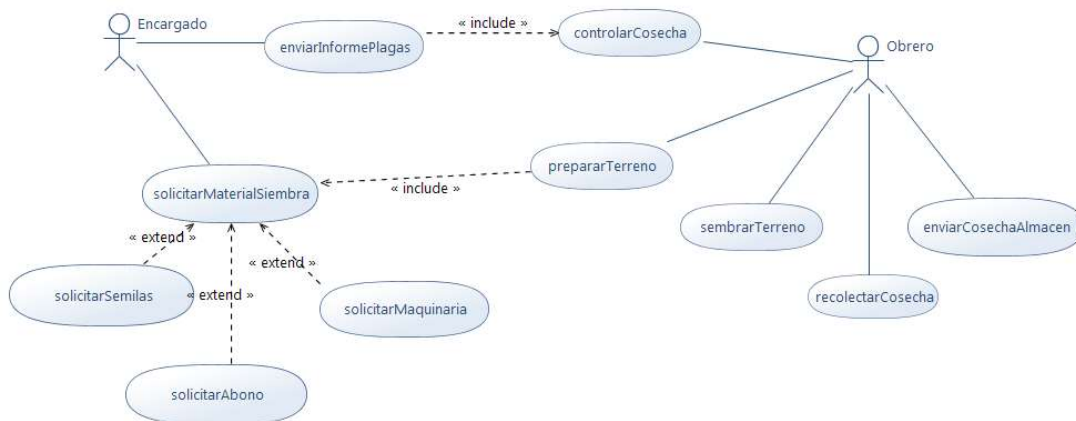 Encargado
« include »
enviarInformePlagas
controlarCosecha
Obrero
prepararTerreno
solicitarMaterialSiembra
« include »
sembrarTerreno
enviarCosechaAlmacen
« extend »
« extend »
solicitarSemilas
« extend »
solicitarMaquinaria
recolectarCosecha
solicitarAbono